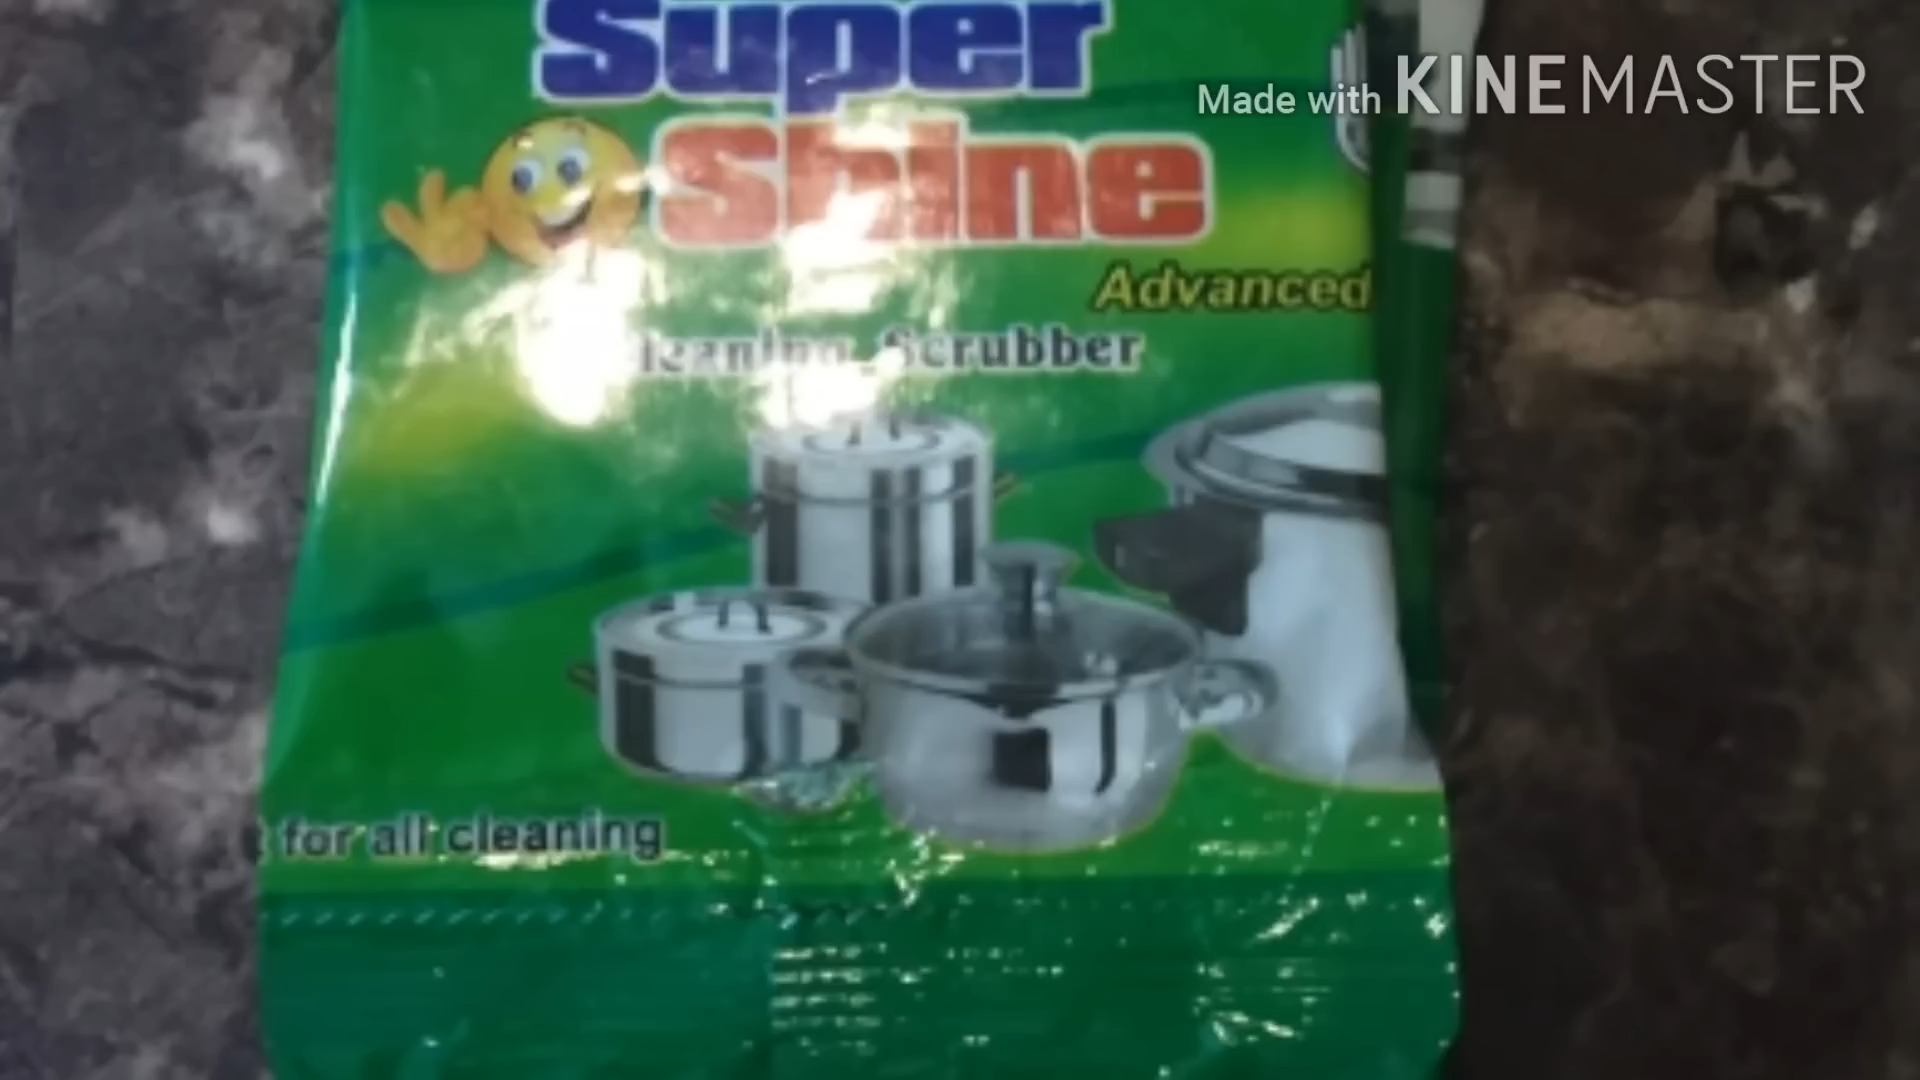 Super
Made with KINEMASTER
Shine
Advanced
Scrubber
for all cleaning